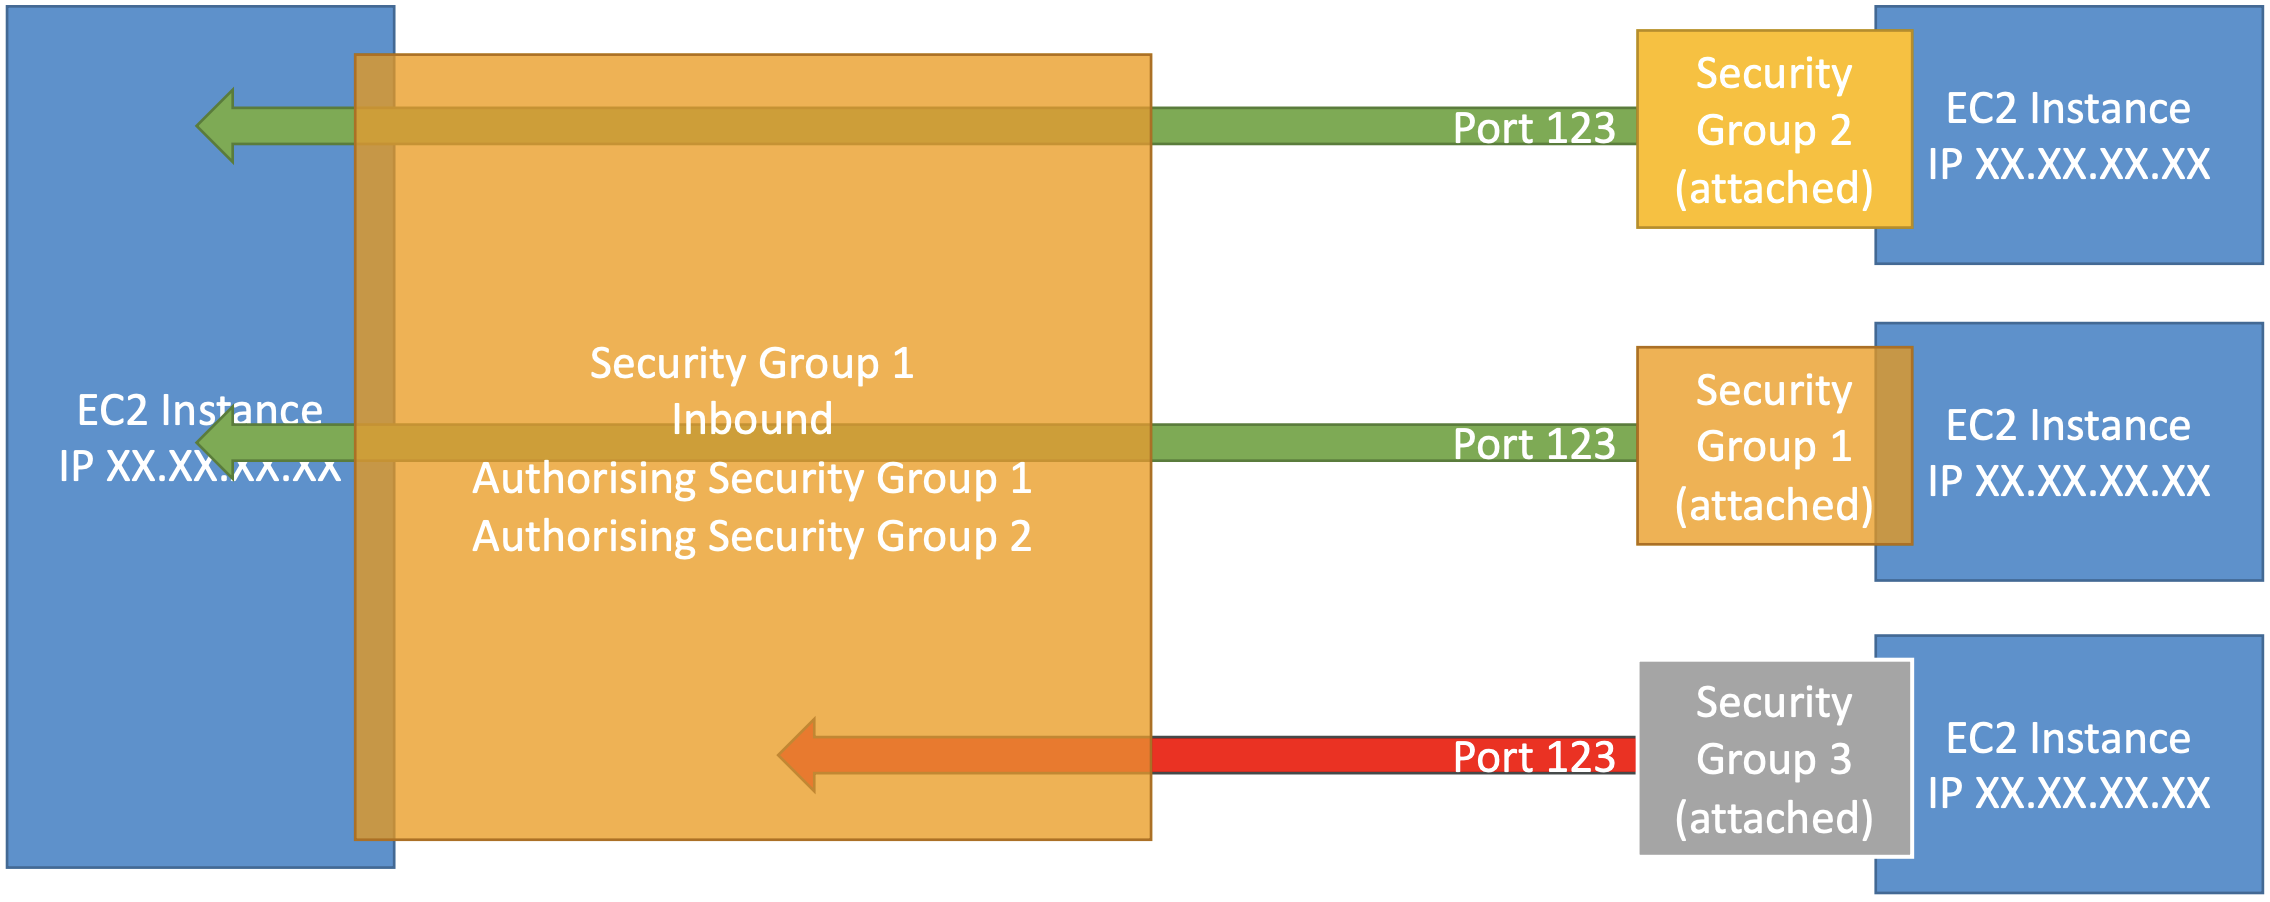 EC2 Instance
IP XX.XX.XX.XX
Security Group 1
Inbound
Authorising Security Group 1
Authorising Security Group 2
Port 123
Security
Group 2
(attached)
EC2 Instance
IP XX.XX.XX.XX
Port 123
Security
Group 1
(attached)
EC2 Instance
IP XX.XX.XX.XX
Port 123
Security
Group 3
(attached)
EC2 Instance
IP XX.XX.XX.XX